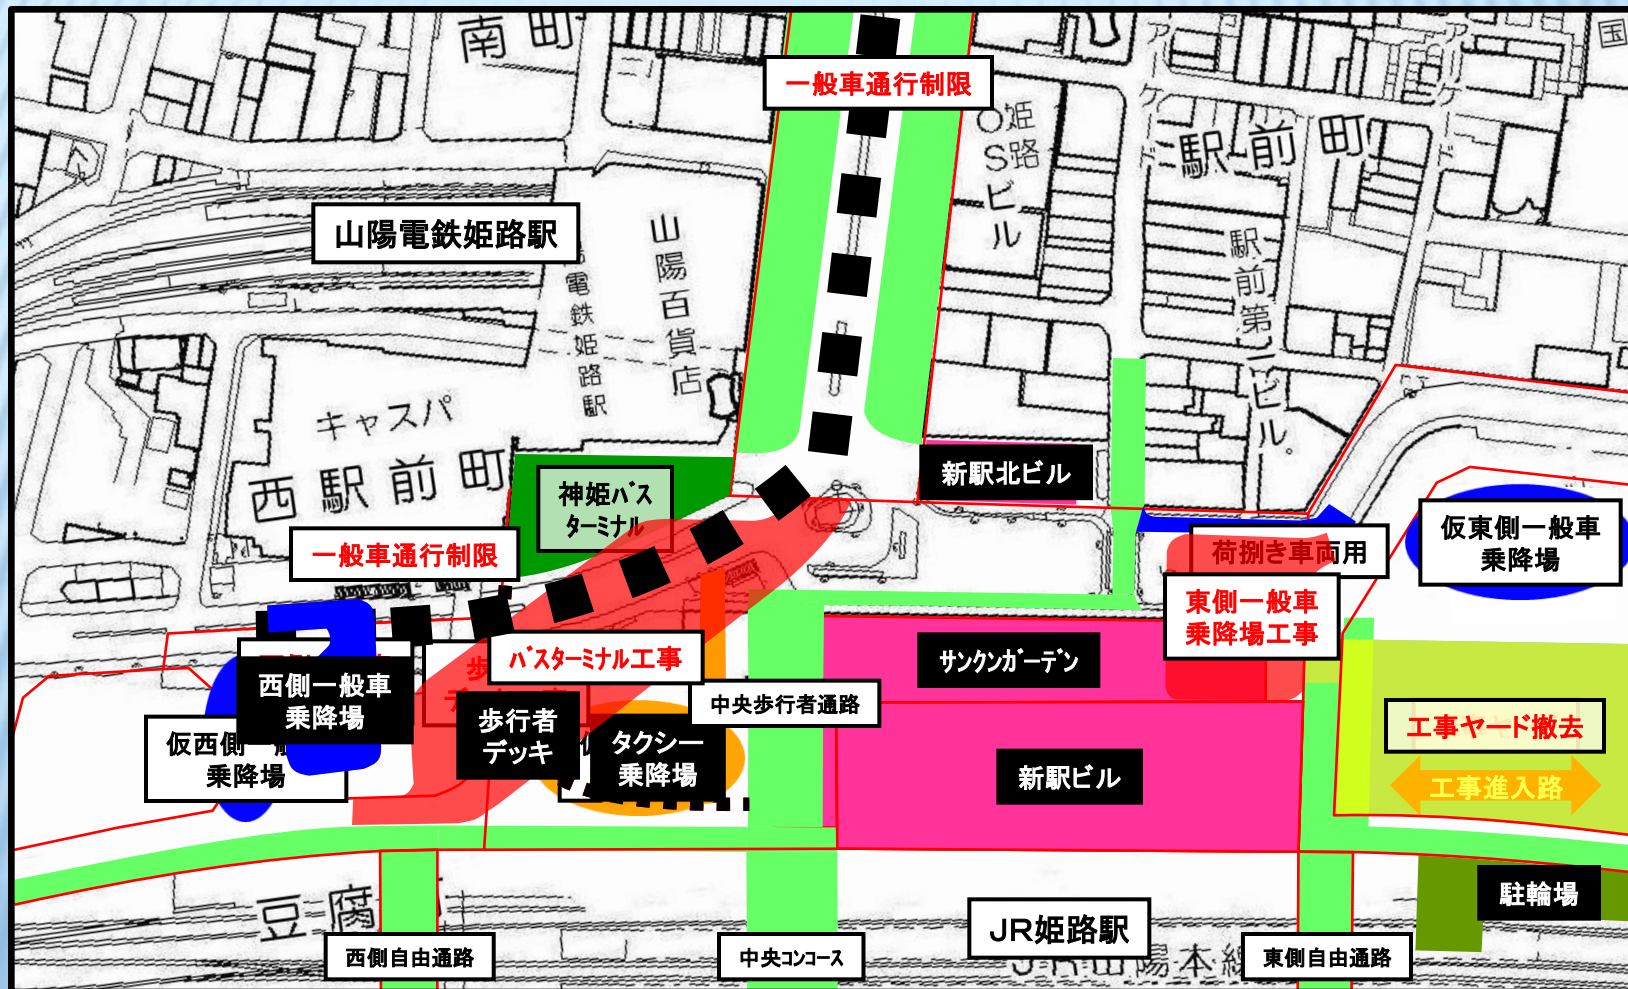 南町
国
一般車通行制限
姫路
OSビル
駅前町
山陽電鉄姫路駅
山陽百貨店
電鉄姫路駅
駅前第一ビル。
キャスパ
西駅前町
神姫バス
ターミナル
新駅北ビル
一般車通行制限
荷捌き車両用
仮東側一般車
乗降場
東側一般車
乗降場工事
バスターミナル工事
サンクンガーデン
西側一般車
乗降場
中央歩行者通路
歩行者
デッキ
タクシー
乗降場
仮西側一般
乗降場
新駅ビル
工事ヤード撤去
工事進入路
駐輪場
豆腐
JR姫路駅
JR山陽本線
西側自由通路
中央コンコース
東側自由通路